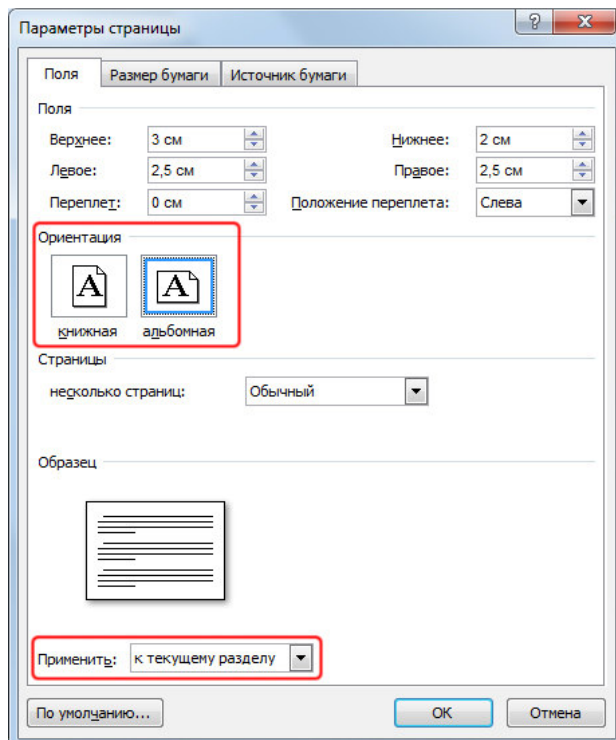 Параметры страницы
Поля Размер бумаги Источник бумаги
Поля
Верхнее: 3 см Нижнее: 2 см
Левое: 2,5 см Правое: 2,5 см
Переплет: 0 см Положение переплета: Слева
Ориентация
A A
книжная альбомная
Страницы
несколько страниц: Обычный
Образец
Применить: к текущему разделу
По умолчанию... ОК Отмена